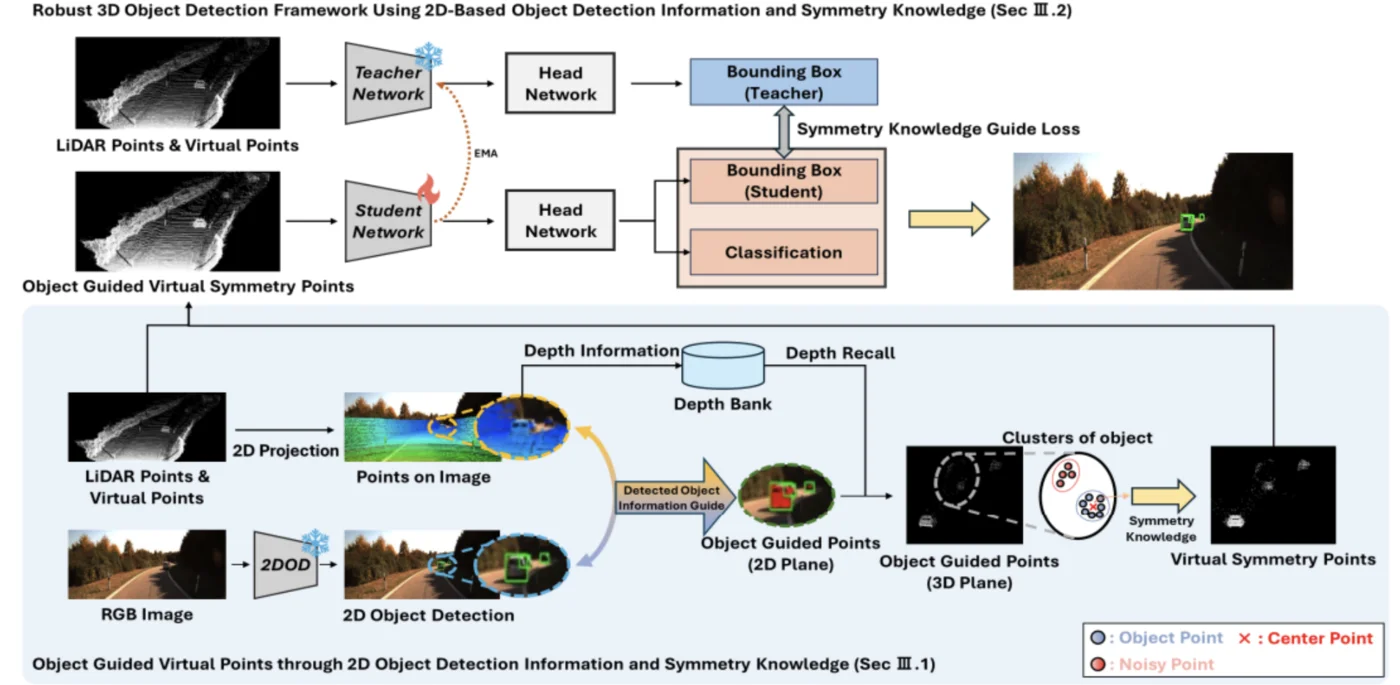 Robust 3D Object Detection Framework Using 2D-Based Object Detection Information and Symmetry Knowledge (Sec Ⅲ.2)
Teacher
Network
Head
Network
Bounding Box
(Teacher)
LiDAR Points & Virtual Points
Symmetry Knowledge Guide Loss
EMA
Student
Network
Head
Network
Bounding Box
(Student)
Classification
Object Guided Virtual Symmetry Points
Depth Information
Depth Recall
Depth Bank
2D Projection
LiDAR Points &
Virtual Points
Points on Image
Detected Object
Information Guide
Clusters of object
Symmetry
Knowledge
2DOD
RGB Image
2D Object Detection
Object Guided Points
(2D Plane)
Object Guided Points
(3D Plane)
Virtual Symmetry Points
: Object Point
× : Center Point
: Noisy Point
Object Guided Virtual Points through 2D Object Detection Information and Symmetry Knowledge (Sec Ⅲ.1)